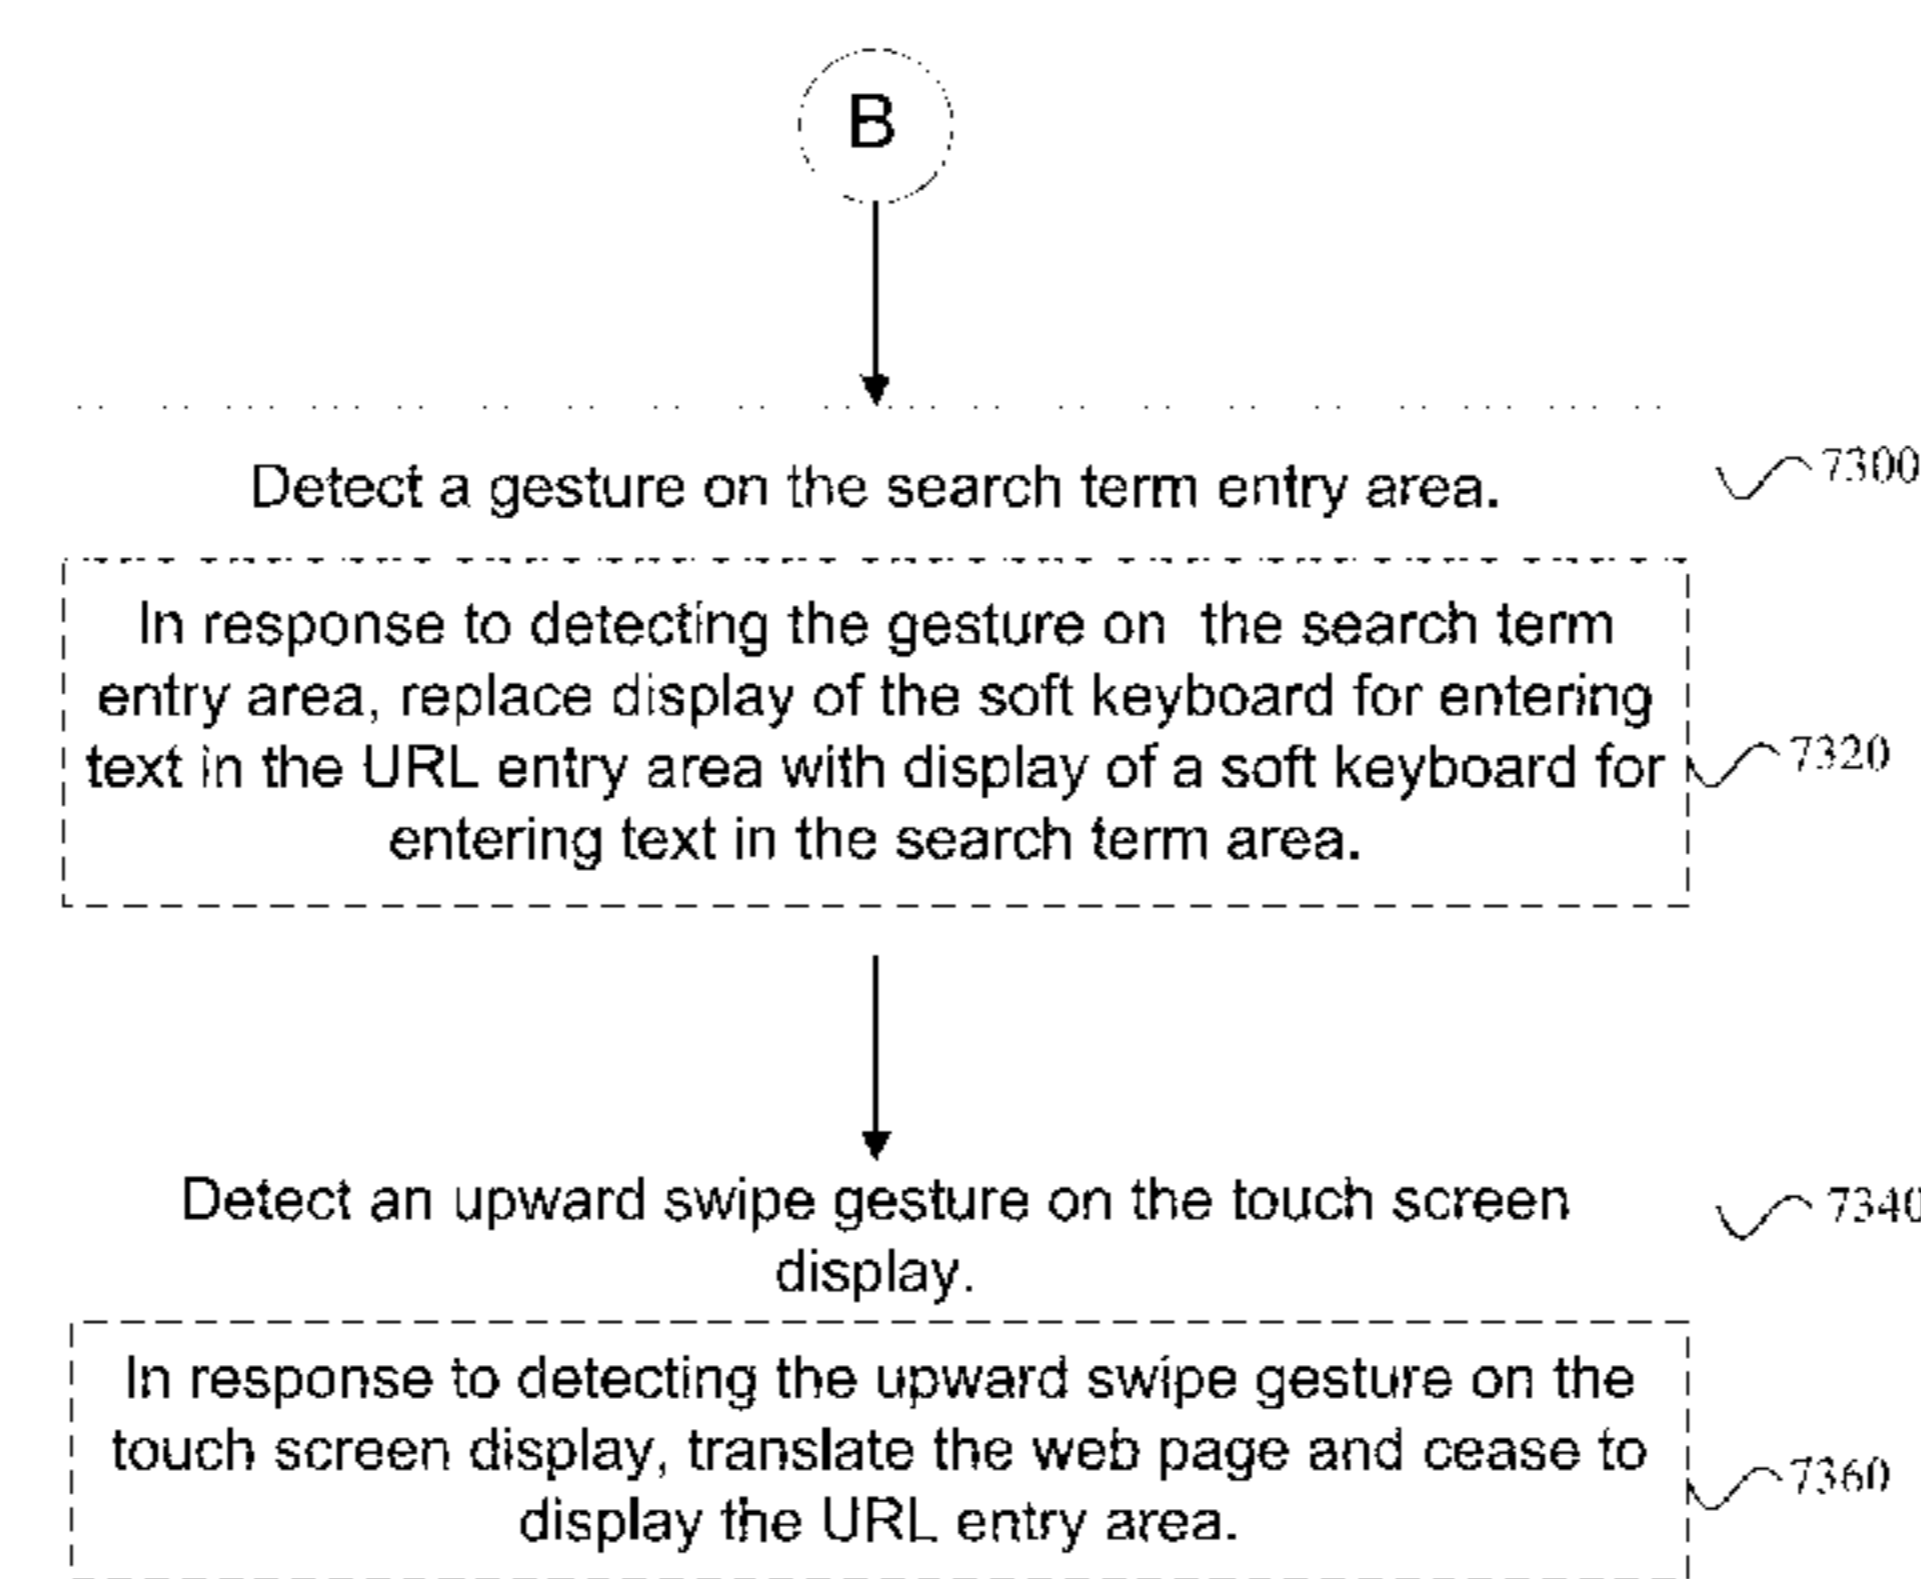 B
Detect a gesture on the search term entry area.
7300
In response to detecting the gesture on the search term
entry area, replace display of the soft keyboard for entering
text in the URL entry area with display of a soft keyboard for
entering text in the search term area.
7320
Detect an upward swipe gesture on the touch screen
display.
7340
In response to detecting the upward swipe gesture on the
touch screen display, translate the web page and cease to
display the URL entry area.
7360